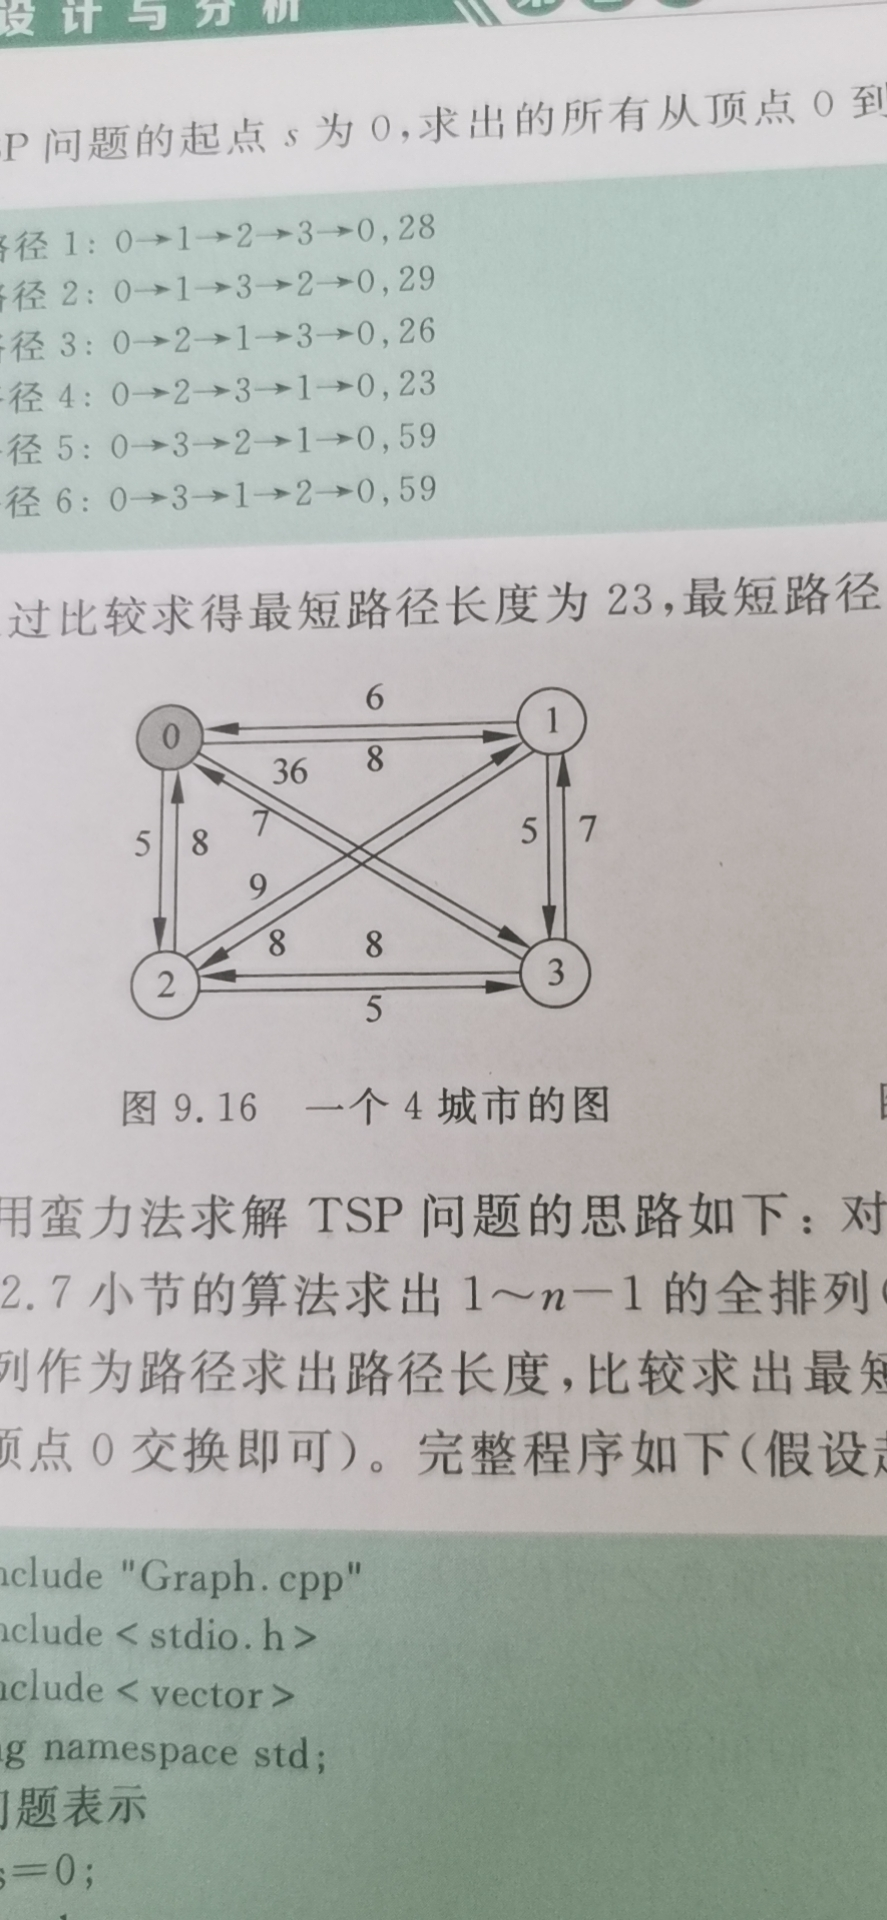 设计与分析
P 问题的起点 s 为 0,求出的所有从顶点 0 到
径 1: 0→1→2→3→0,28
径 2: 0→1→3→2→0,29
径 3: 0→2→1→3→0,26
径 4: 0→2→3→1→0,23
径 5: 0→3→2→1→0,59
径 6: 0→3→1→2→0,59
过比较求得最短路径长度为 23,最短路径
6
0
1
36
8
7
5
8
5
7
9
8
8
2
3
5
图 9.16 一个 4 城市的图
用蛮力法求解 TSP 问题的思路如下：对
2.7 小节的算法求出 1～n－1 的全排列(
列作为路径求出路径长度,比较求出最短
顶点 0 交换即可)。完整程序如下(假设
nclude "Graph.cpp"
nclude < stdio.h >
nclude < vector >
g namespace std;
题表示
s=0;